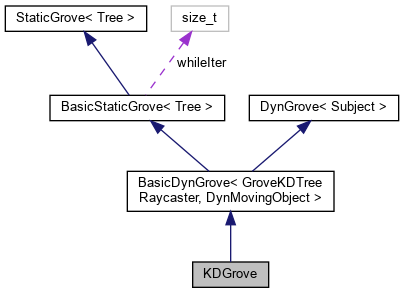 StaticGrove< Tree >
size_t
whileIter
BasicStaticGrove< Tree >
DynGrove< Subject >
BasicDynGrove< GroveKDTree
Raycaster, DynMovingObject >
KDGrove